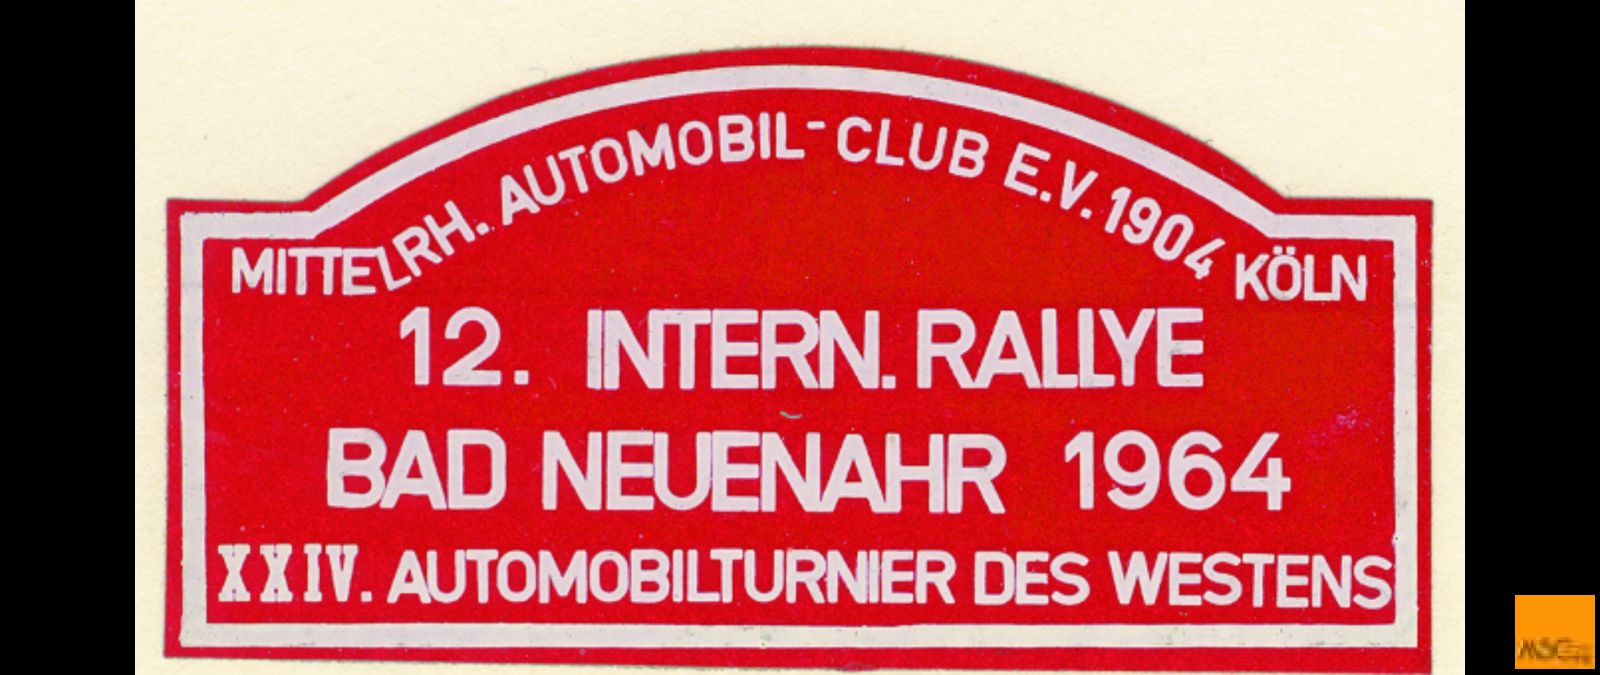 MITTELRH. AUTOMOBIL-CLUB E.V. 1904 KÖLN
12. INTERN. RALLYE
BAD NEUENAHR 1964
XXIV. AUTOMOBILTURNIER DES WESTENS